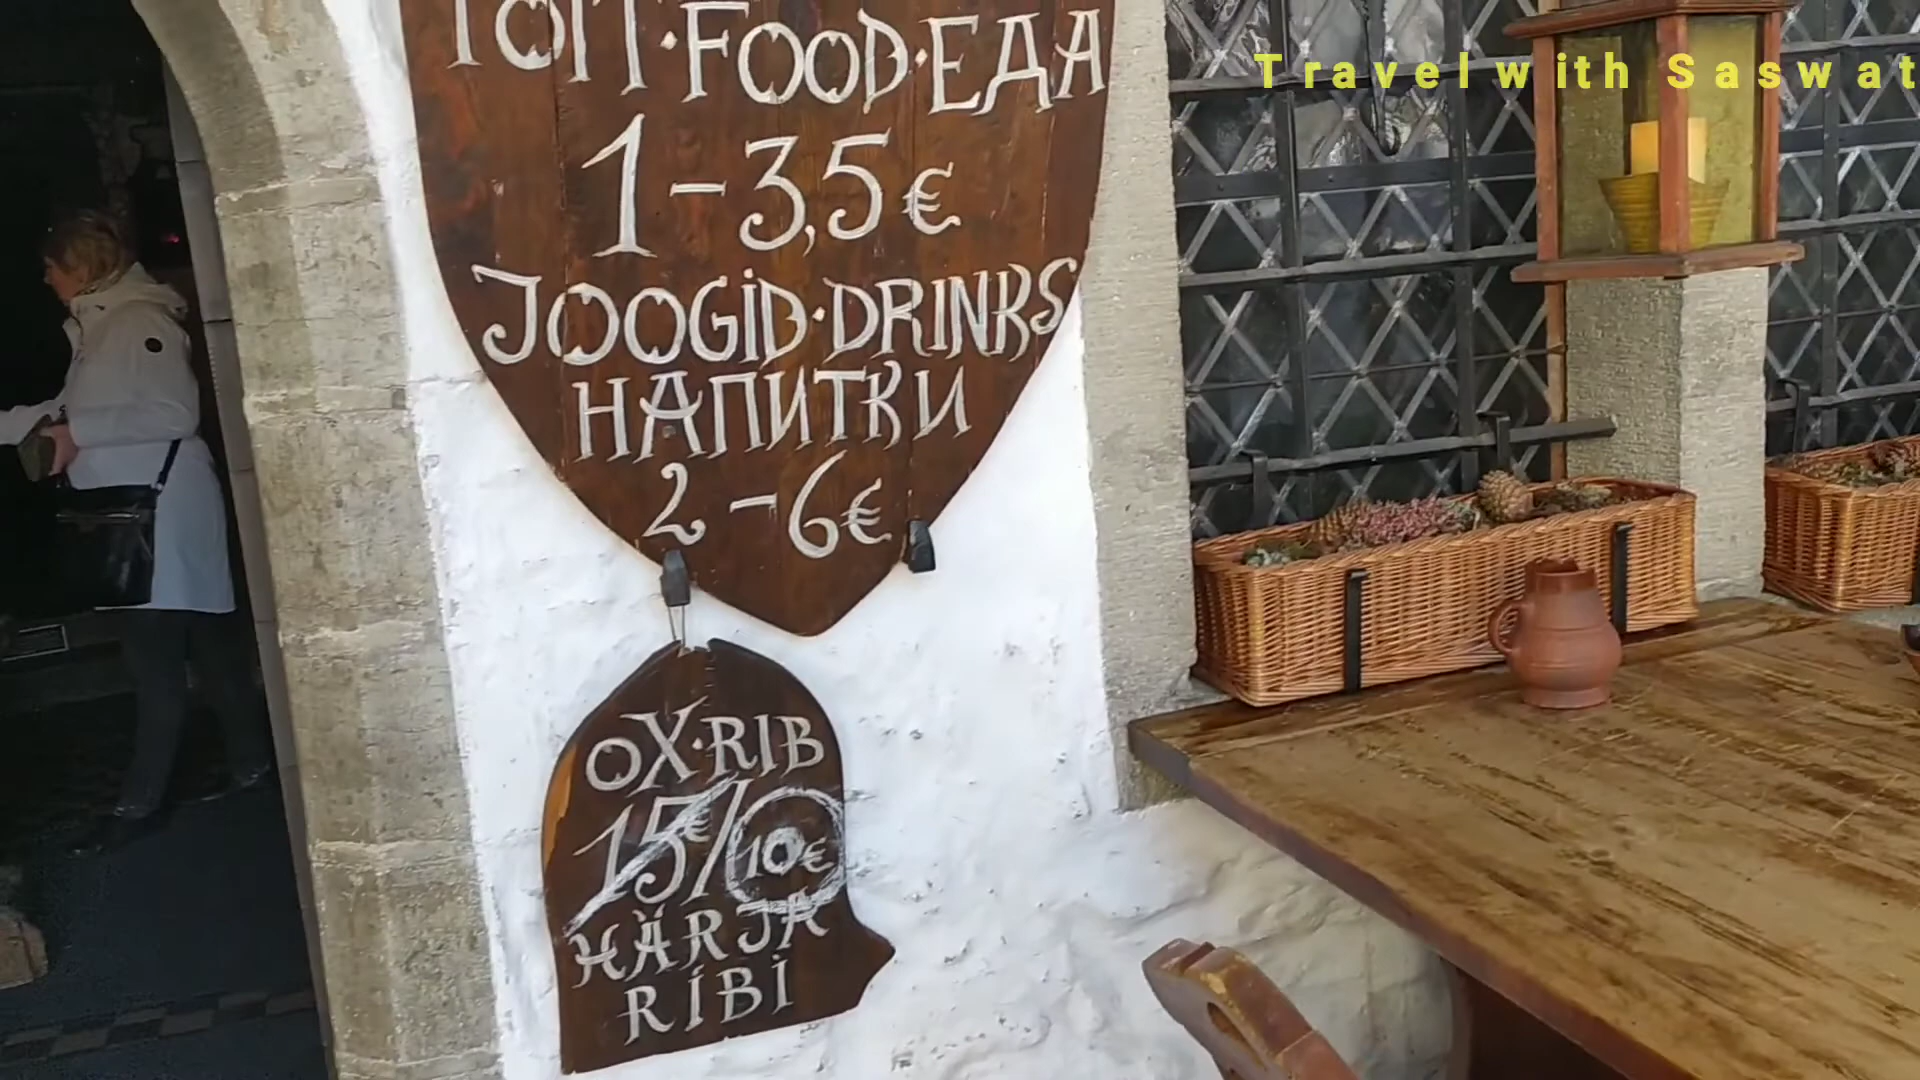 FOOD·ЕДА
1-3,5€
JOOGID·DRINKS
НАПИТКИ
2-6€
OX·RIB
15€/10€
HÄRJA
RIBI
Travel with Saswat